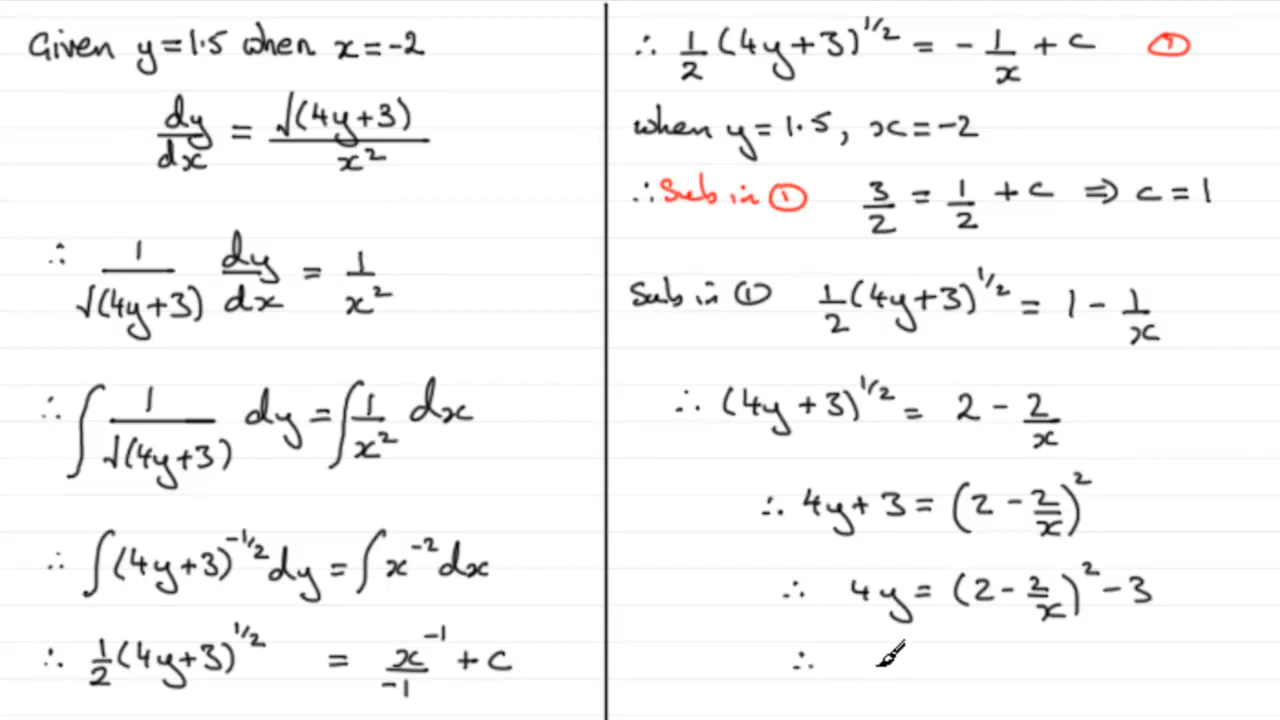 Given y = 1·5 when x = -2
dy/dx = √(4y+3)/x²
∴ 1/√(4y+3) dy/dx = 1/x²
∴ ∫ 1/√(4y+3) dy = ∫ 1/x² dx
∴ ∫ (4y+3)^(-1/2) dy = ∫ x^(-2) dx
∴ 1/2 (4y+3)^(1/2) = x^(-1)/-1 + c
∴ 1/2 (4y+3)^(1/2) = - 1/x + c ①
when y = 1·5, x = -2
∴ Sub in ① 3/2 = 1/2 + c ⇒ c = 1
Sub in ① 1/2 (4y+3)^(1/2) = 1 - 1/x
∴ (4y+3)^(1/2) = 2 - 2/x
∴ 4y + 3 = (2 - 2/x)²
∴ 4y = (2 - 2/x)² - 3
∴